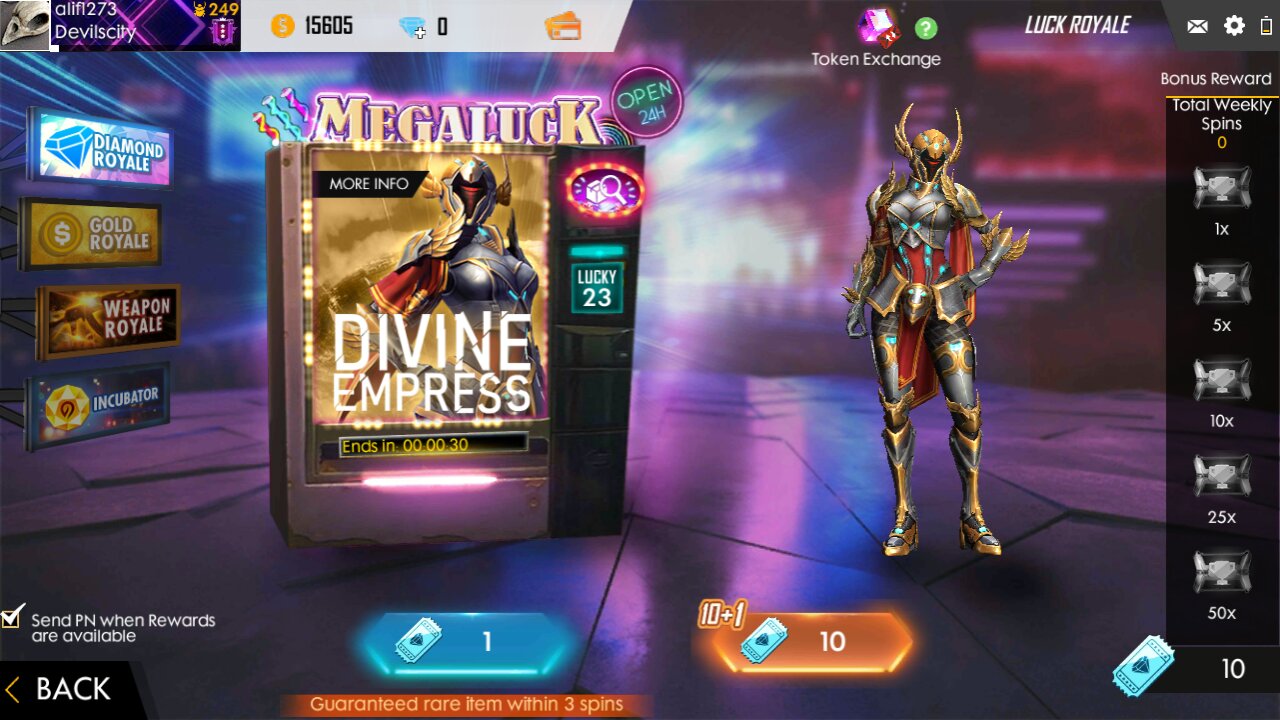 alifi273
249
Devilscity
15605
0
Token Exchange
?
LUCK ROYALE
Bonus Reward
Total Weekly
Spins
0
1x
5x
10x
25x
50x
DIAMOND
ROYALE
GOLD
ROYALE
WEAPON
ROYALE
INCUBATOR
MEGALUCK
OPEN
24H
MORE INFO
LUCKY
23
DIVINE
EMPRESS
Ends in: 00:00:30
Send PN when Rewards
are available
1
10+1
10
10
BACK
Guaranteed rare item within 3 spins